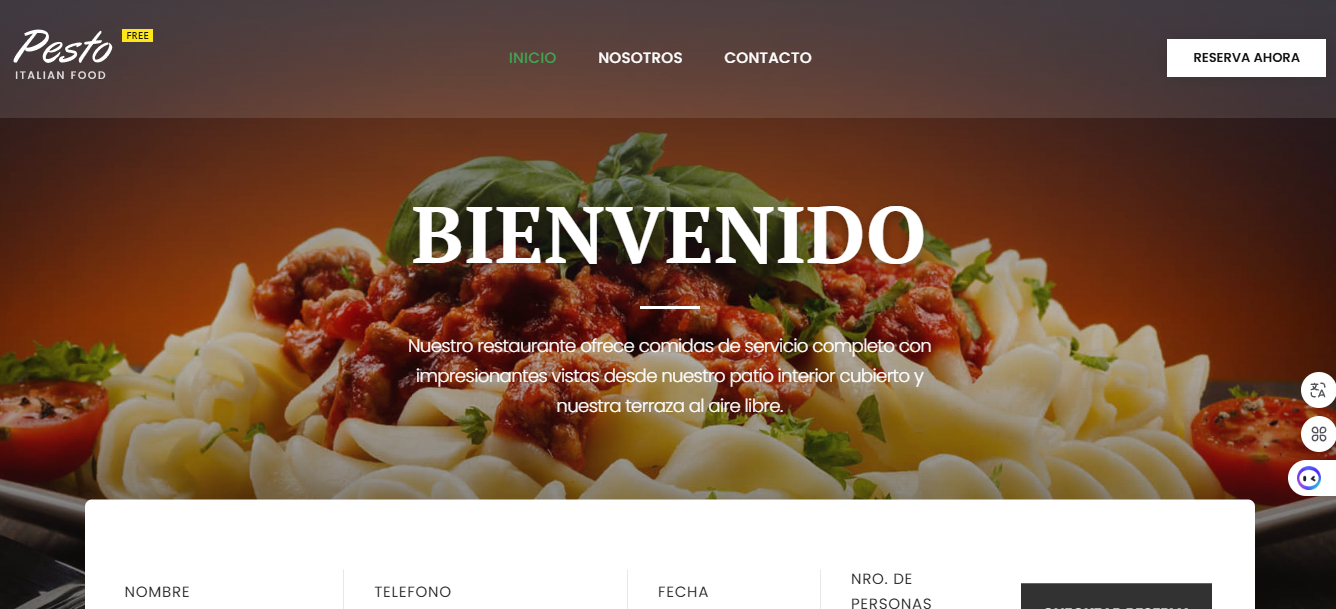 Pesto
FREE
ITALIAN FOOD
INICIO
NOSOTROS
CONTACTO
RESERVA AHORA
BIENVENIDO
Nuestro restaurante ofrece comidas de servicio completo con
impresionantes vistas desde nuestro patio interior cubierto y
nuestra terraza al aire libre.
NOMBRE
TELEFONO
FECHA
NRO. DE
PERSONAS